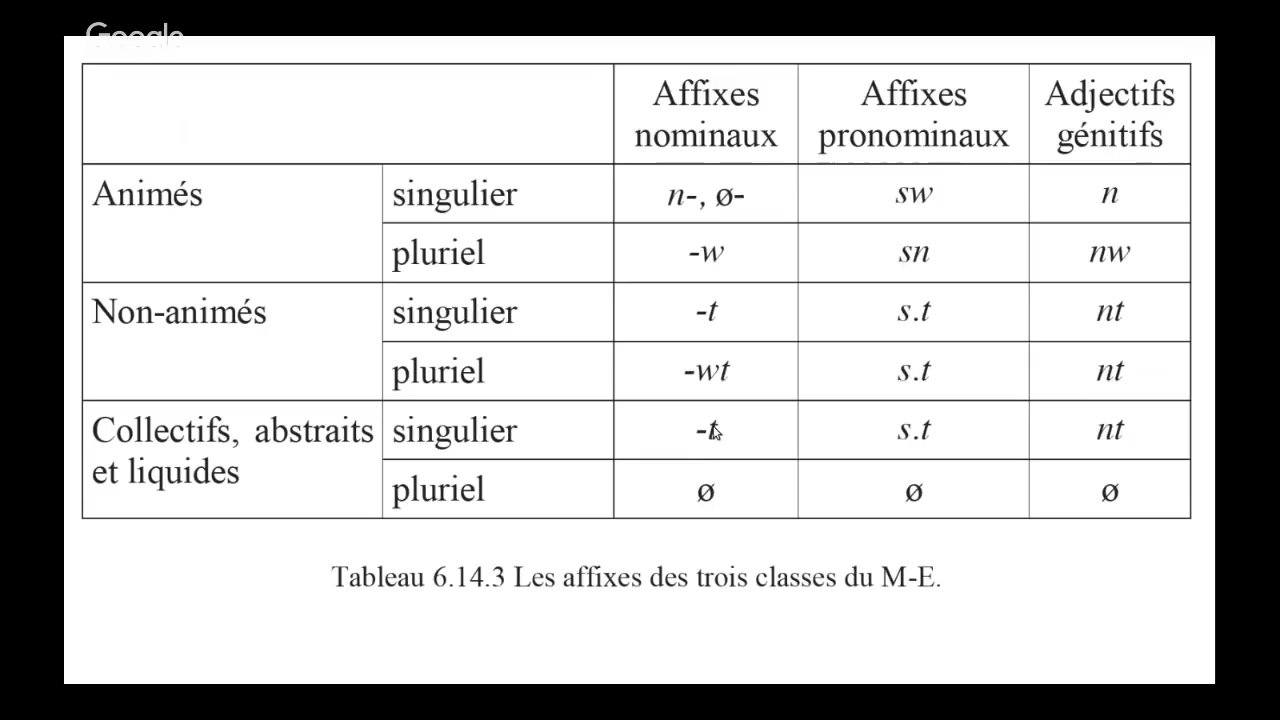 Google
Affixes nominaux Affixes pronominaux Adjectifs génitifs
Animés singulier n-, ø- sw n
pluriel -w sn nw
Non-animés singulier -t s.t nt
pluriel -wt s.t nt
Collectifs, abstraits et liquides singulier -t s.t nt
pluriel ø ø ø
Tableau 6.14.3 Les affixes des trois classes du M-E.